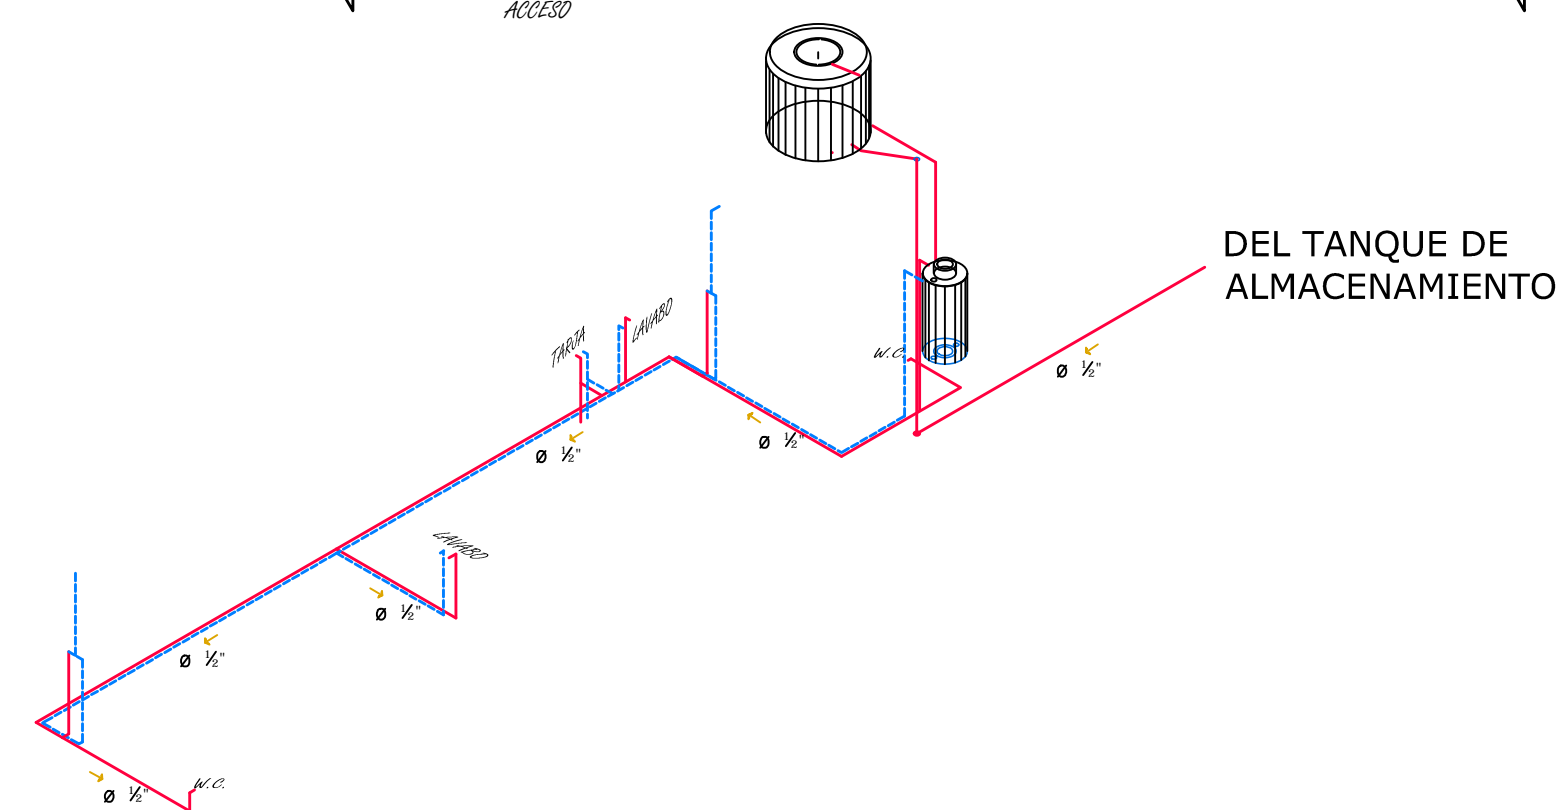 ACCESO
DEL TANQUE DE
ALMACENAMIENTO
LAVABO
TARJA
W.C.
Ø ½"
Ø ½"
Ø ½"
LAVABO
Ø ½"
Ø ½"
W.C.
Ø ½"